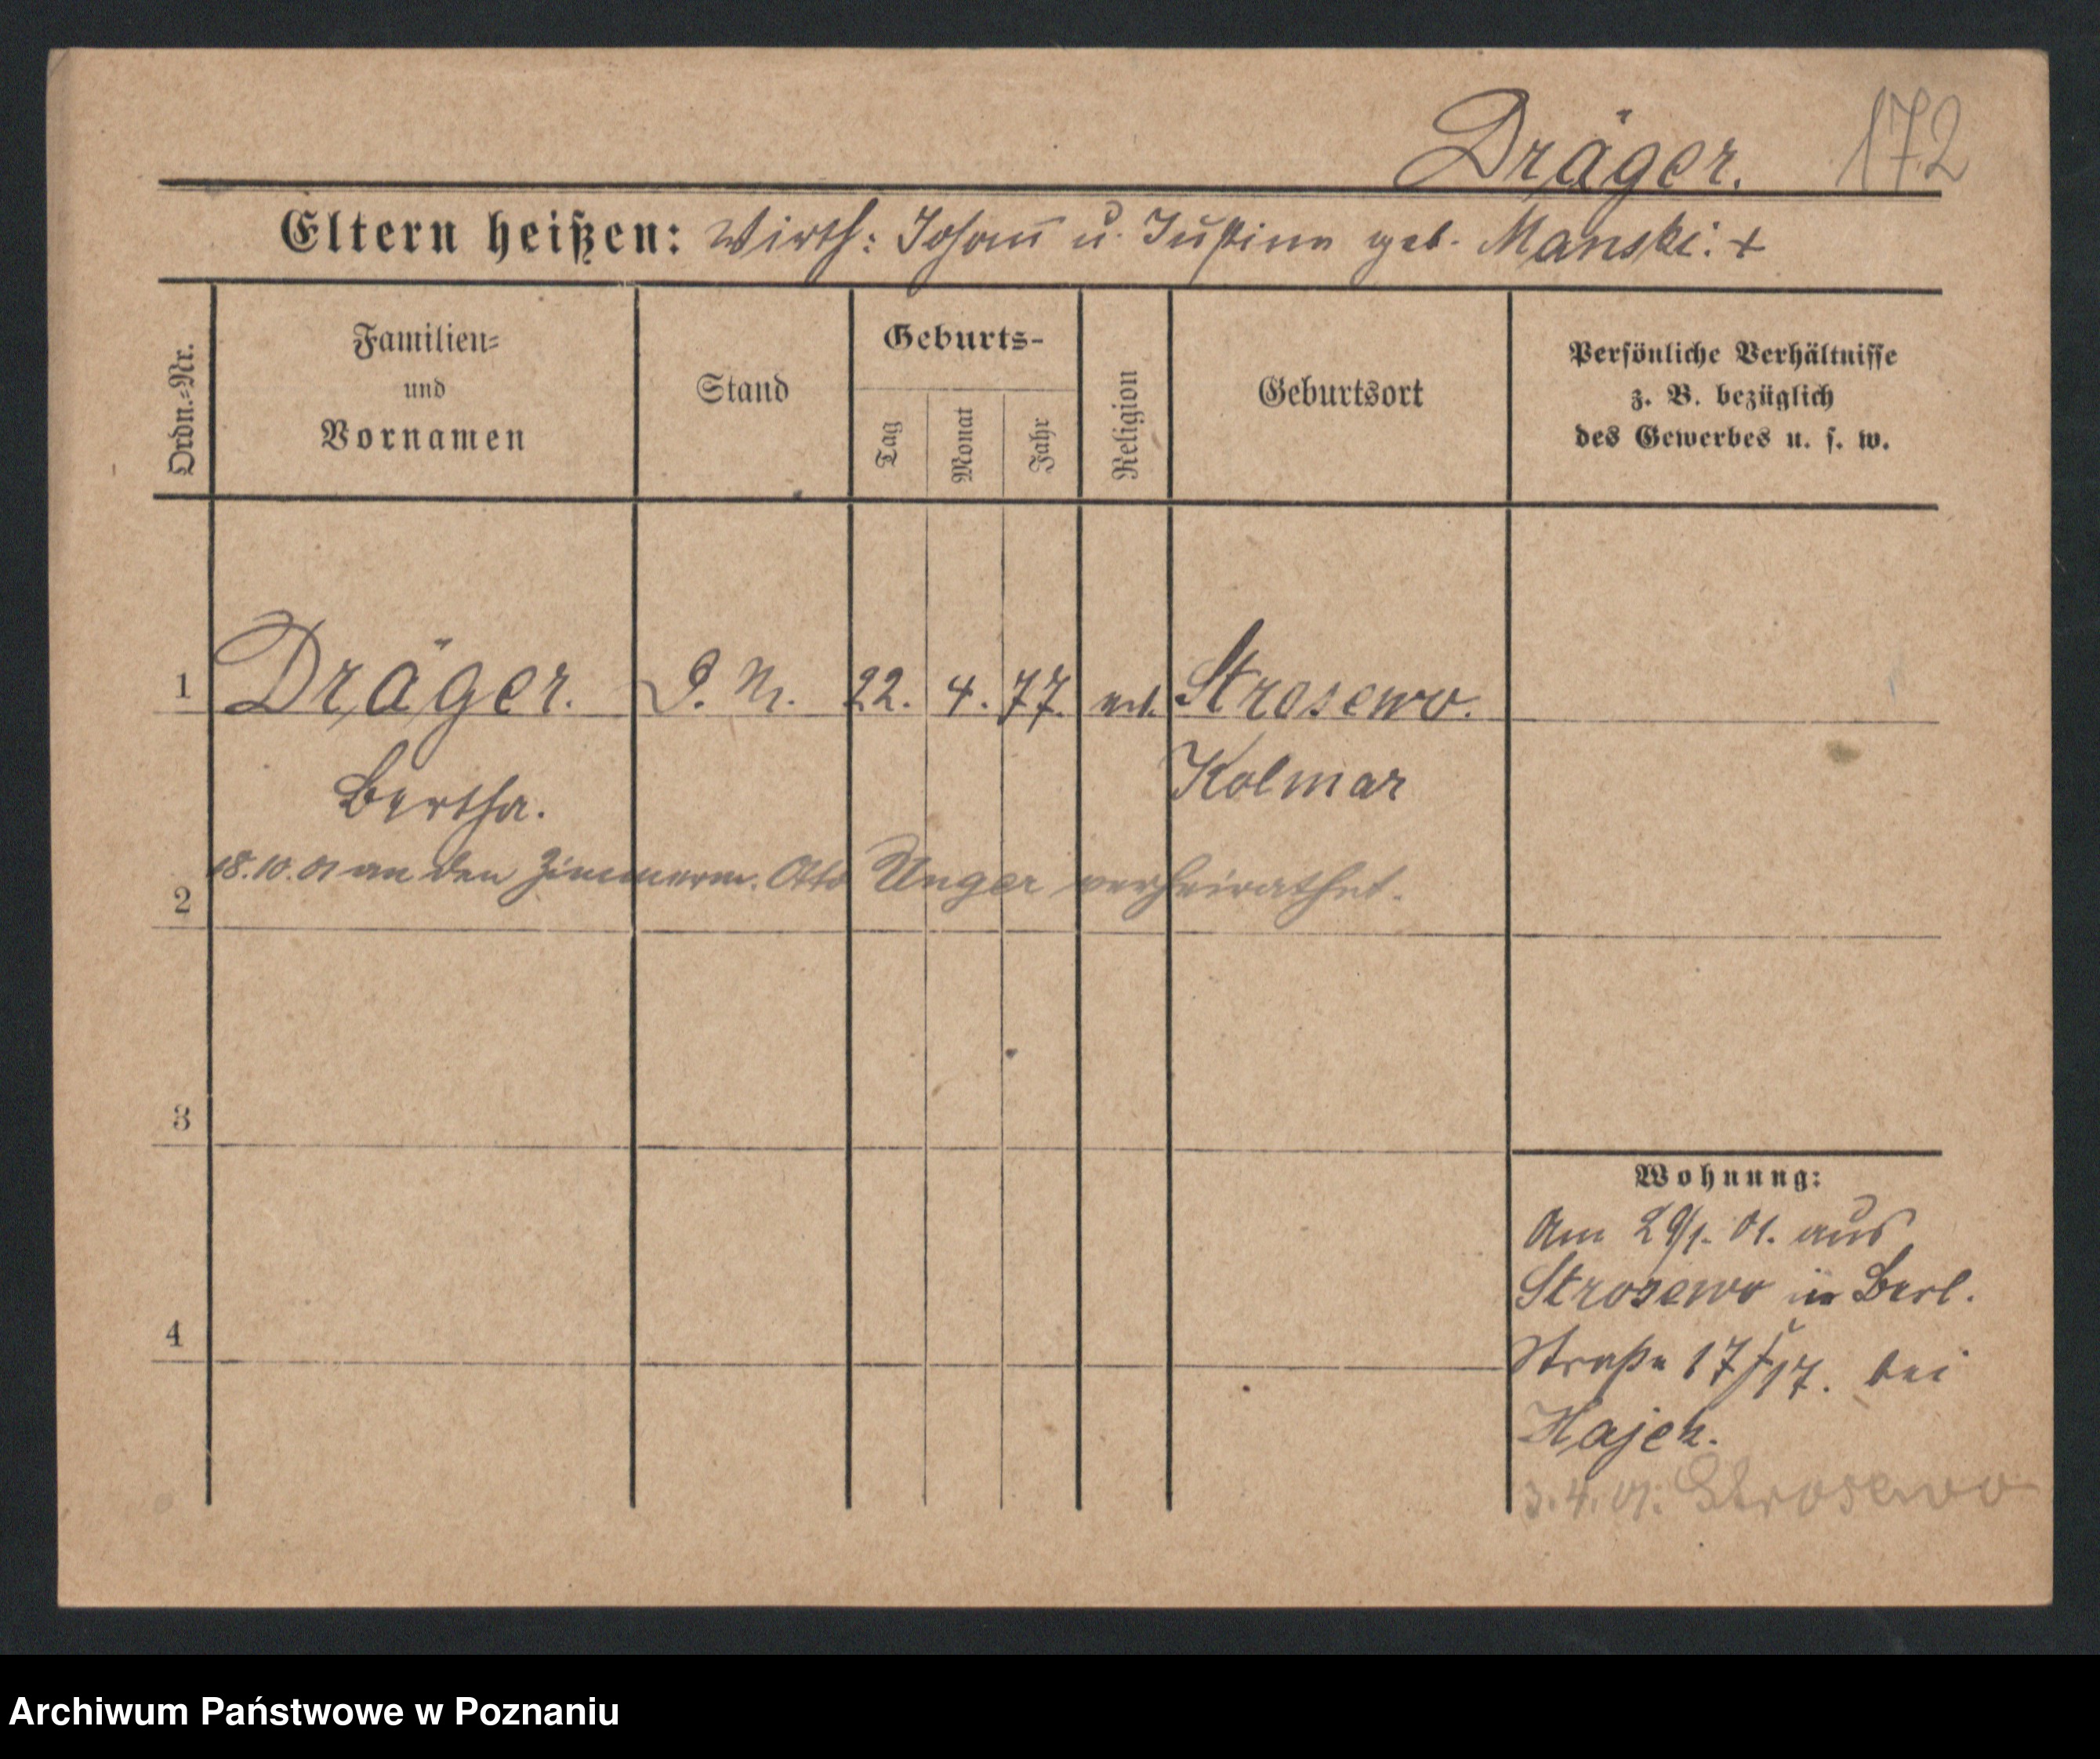 Dräger. 172
Eltern heißen: Wirth: Johann̄ u. Justine geb. Manski. +
Ordn.-Nr.
Familien-
und
Vornamen
Stand
Geburts-
Tag
Monat
Jahr
Religion
Geburtsort
Persönliche Verhältnisse
z. B. bezüglich
des Gewerbes u. s. w.
1 Dräger. D. M. 22. 4. 77. Strosewo.
Bertha. Kolmar
18.10.01 an den Zimmerm. Otto Unger verheirathet.
2
3
4
Wohnung:
Am 29/1. 01. aus
Strosewo in Berl.
Straße 17/17. bei
Hajek.
3.4.01. Strosewo
Archiwum Państwowe w Poznaniu